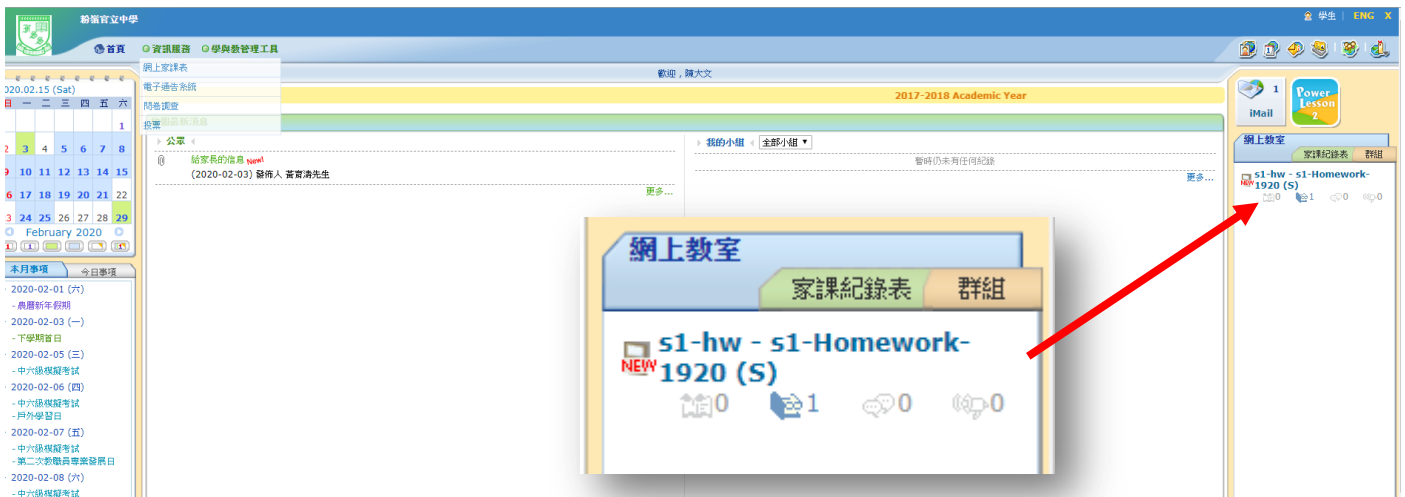 粉嶺官立中學
學生 | ENG X
首頁 資訊服務 學與教管理工具
網上家課表
電子通告系統
問卷調查
投票
歡迎 , 陳大文
2017-2018 Academic Year
公眾
給家長的信息 New!
(2020-02-03) 發佈人 黃育濤先生
更多...
我的小組 全部小組
暫時仍未有任何紀錄
更多...
020.02.15 (Sat)
日 一 二 三 四 五 六
1
2 3 4 5 6 7 8
9 10 11 12 13 14 15
6 17 18 19 20 21 22
3 24 25 26 27 28 29
February 2020
本月事項 今日事項
2020-02-01 (六)
- 農曆新年假期
2020-02-03 (一)
- 下學期首日
2020-02-05 (三)
- 中六級模擬考試
2020-02-06 (四)
- 中六級模擬考試
- 戶外學習日
2020-02-07 (五)
- 中六級模擬考試
- 第二次教職員專業發展日
2020-02-08 (六)
- 中六級模擬考試
網上教室
家課紀錄表 群組
s1-hw - s1-Homework-
NEW 1920 (S)
0 1 0 0
1
iMail
Power
Lesson
2
網上教室
家課紀錄表 群組
s1-hw - s1-Homework-
NEW 1920 (S)
0 1 0 0